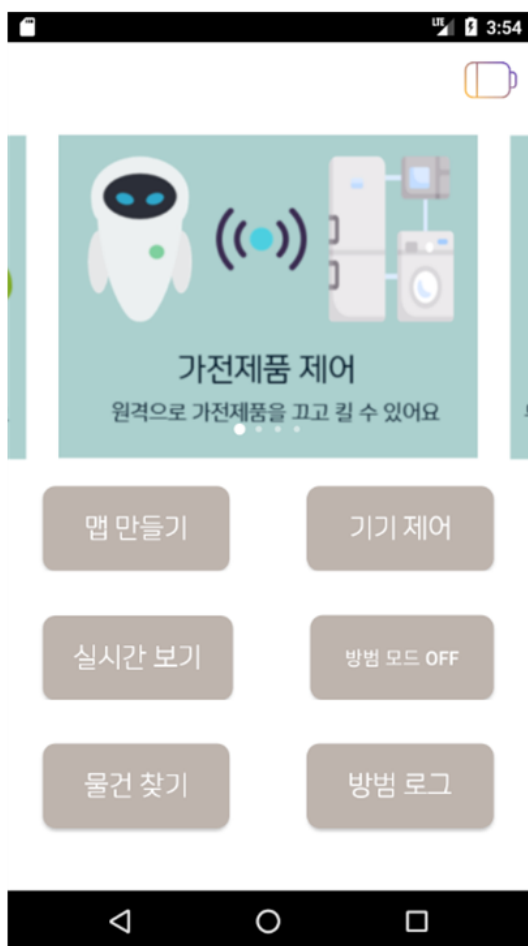 LTE 3:54
가전제품 제어
원격으로 가전제품을 끄고 킬 수 있어요
맵 만들기
기기 제어
실시간 보기
방범 모드 OFF
물건 찾기
방범 로그